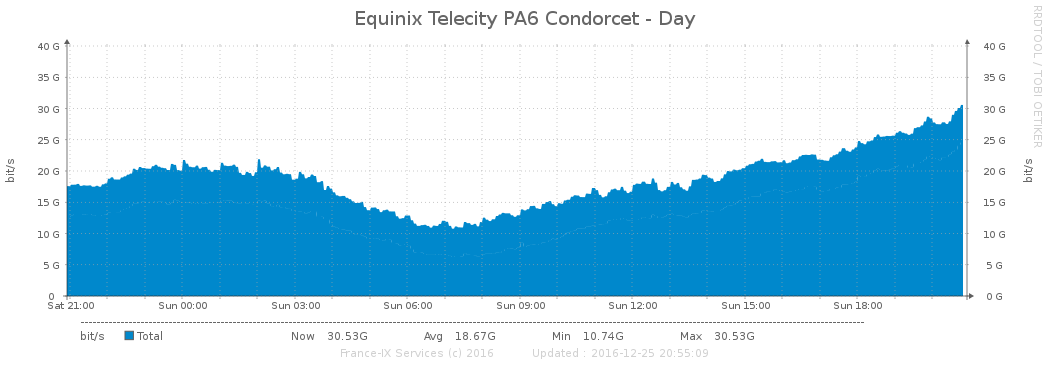 Equinix Telecity PA6 Condorcet - Day
RRDTOOL / TOBI OETIKER
bit/s
40 G 40 G
35 G 35 G
30 G 30 G
25 G 25 G
20 G 20 G
15 G 15 G
10 G 10 G
5 G 5 G
0 0 G
bit/s
Sat 21:00 Sun 00:00 Sun 03:00 Sun 06:00 Sun 09:00 Sun 12:00 Sun 15:00 Sun 18:00
bit/s Total Now 30.53G Avg 18.67G Min 10.74G Max 30.53G
France-IX Services (c) 2016 Updated : 2016-12-25 20:55:09